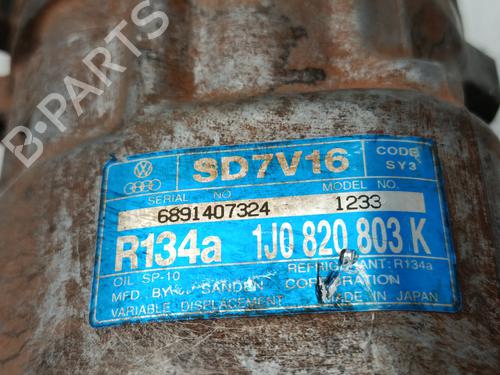 SD7V16
CODE
SY3
SERIAL NO
MODEL NO.
6891407324
1233
R134a
1J0 820 803 K
OIL SP-10
REFRIGERANT: R134a
MFD. BY SANDEN CORPORATION
VARIABLE DISPLACEMENT
MADE IN JAPAN
B-PARTS